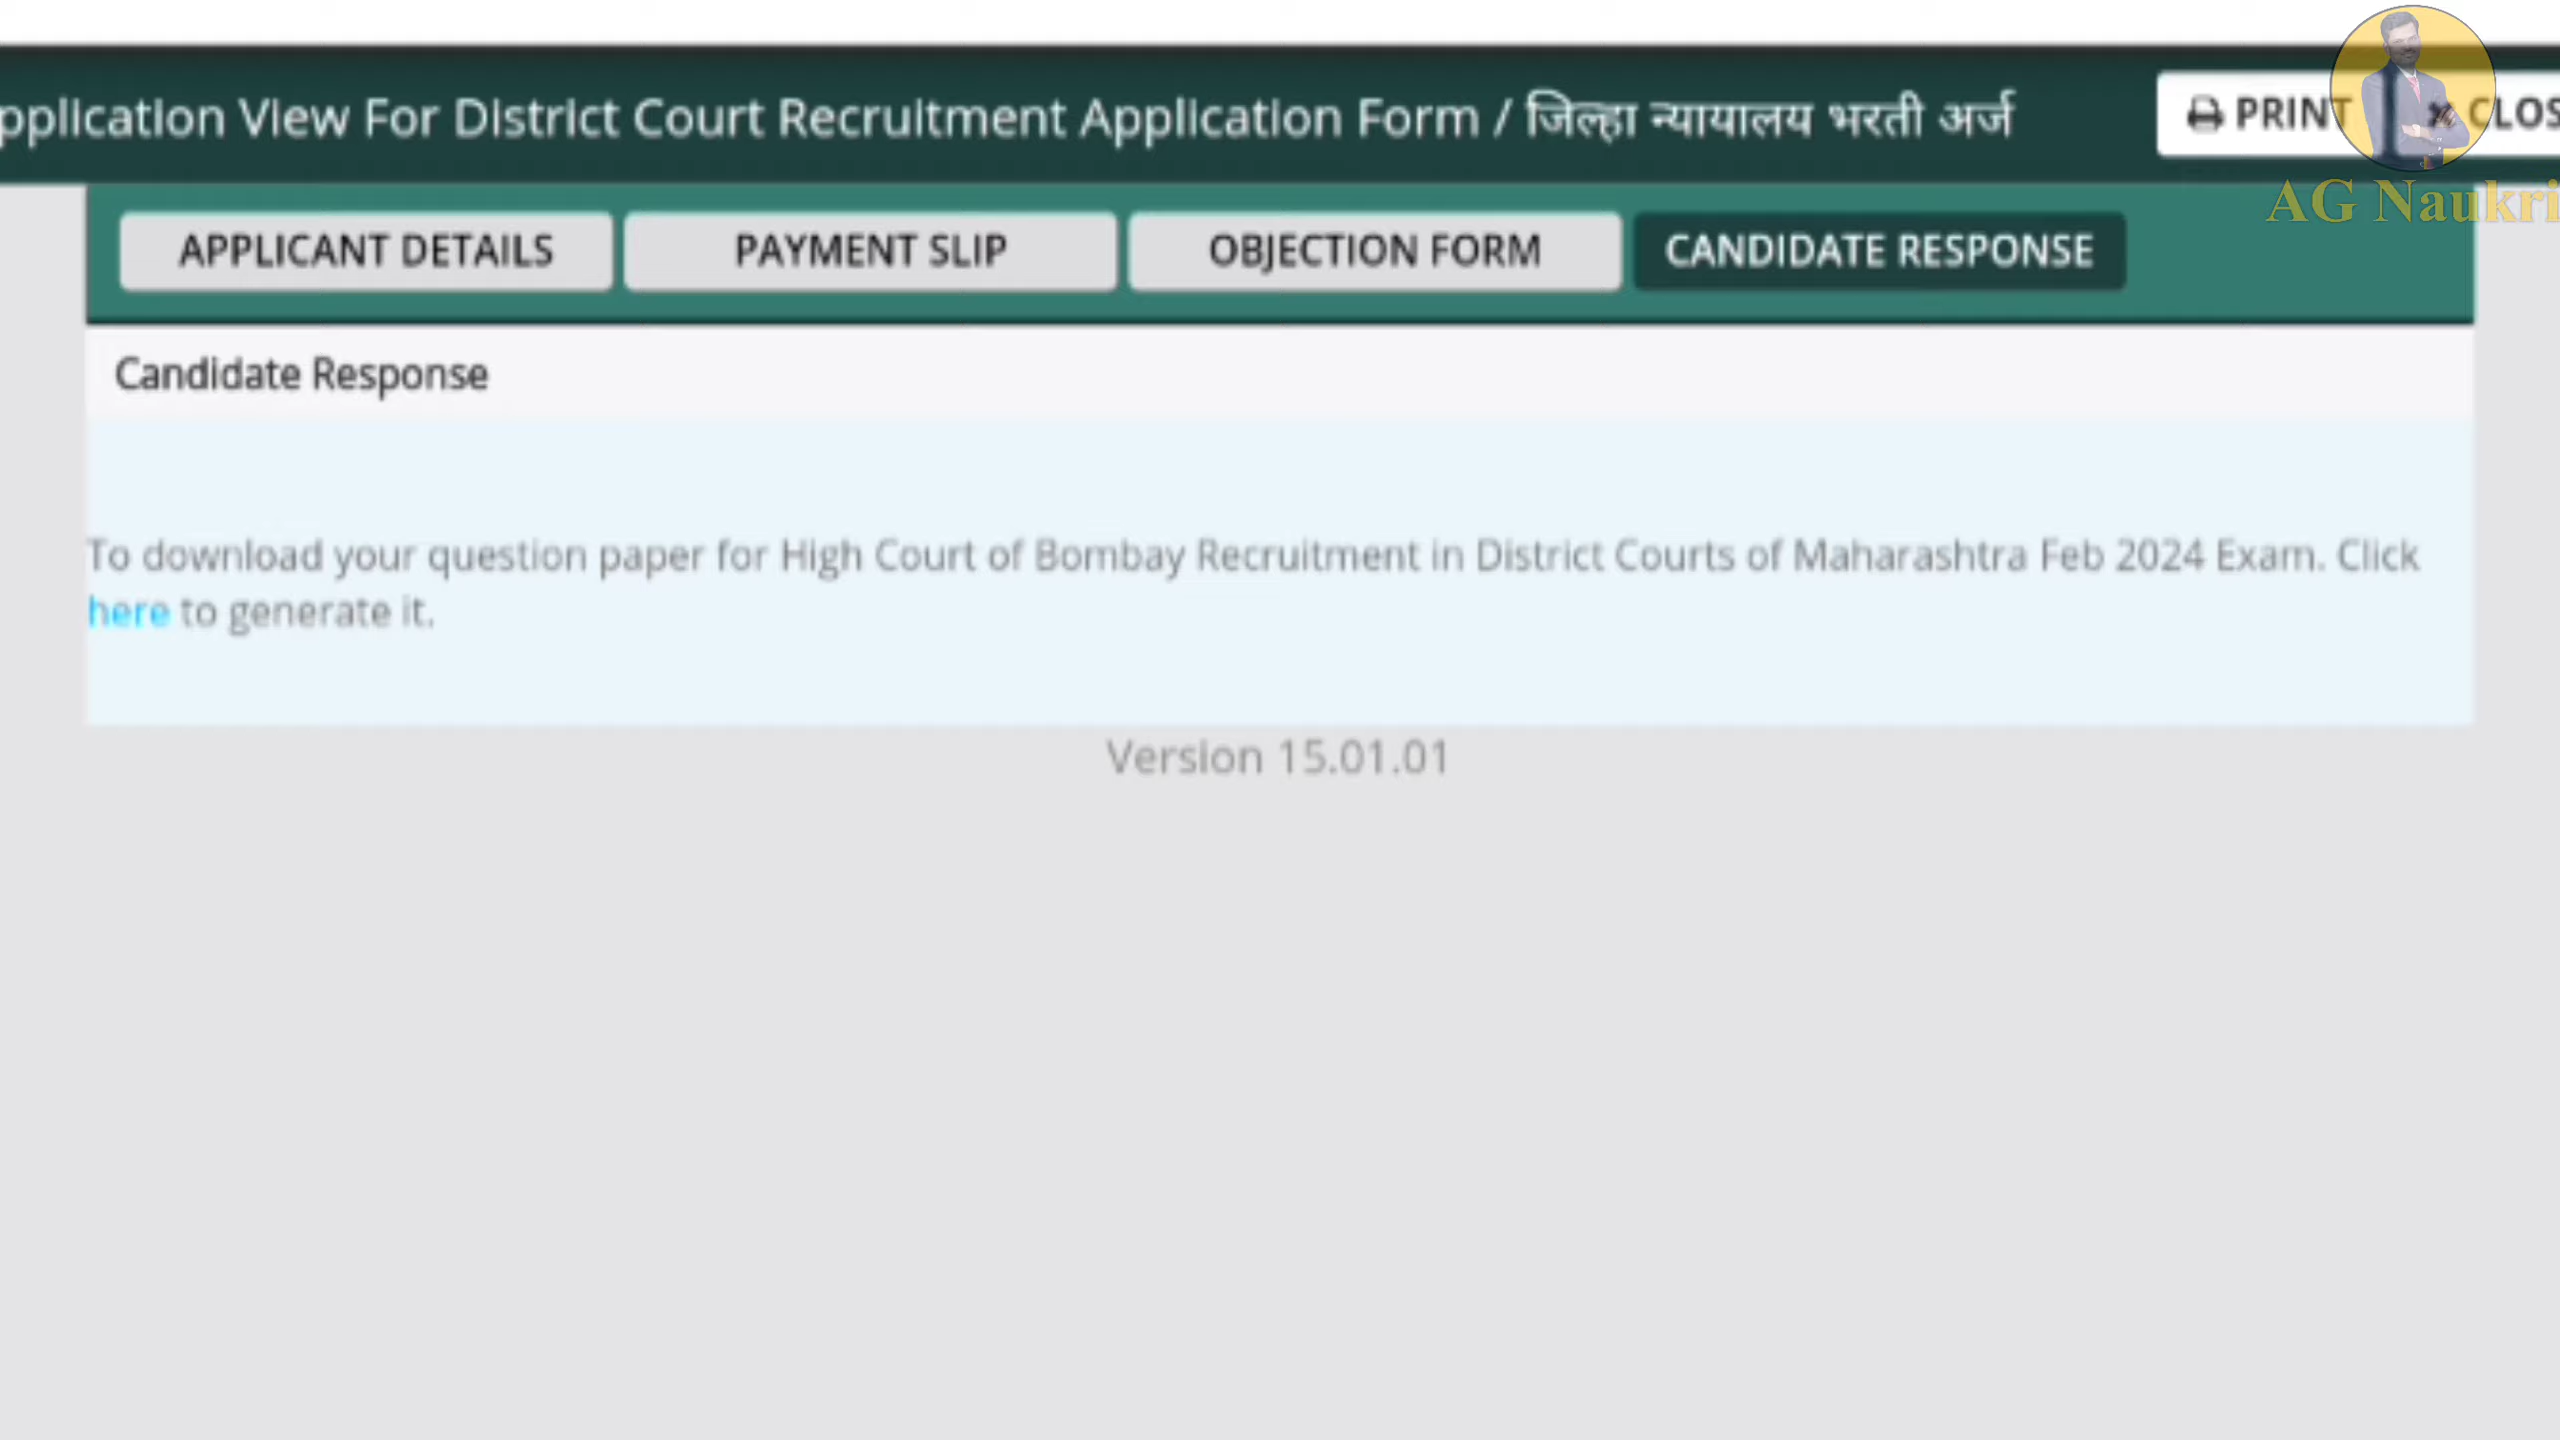 pplication View For District Court Recruitment Application Form / जिल्हा न्यायालय भरती अर्ज
PRINT CLOS
AG Naukri
APPLICANT DETAILS PAYMENT SLIP OBJECTION FORM CANDIDATE RESPONSE
Candidate Response
To download your question paper for High Court of Bombay Recruitment in District Courts of Maharashtra Feb 2024 Exam. Click
here to generate it.
Version 15.01.01